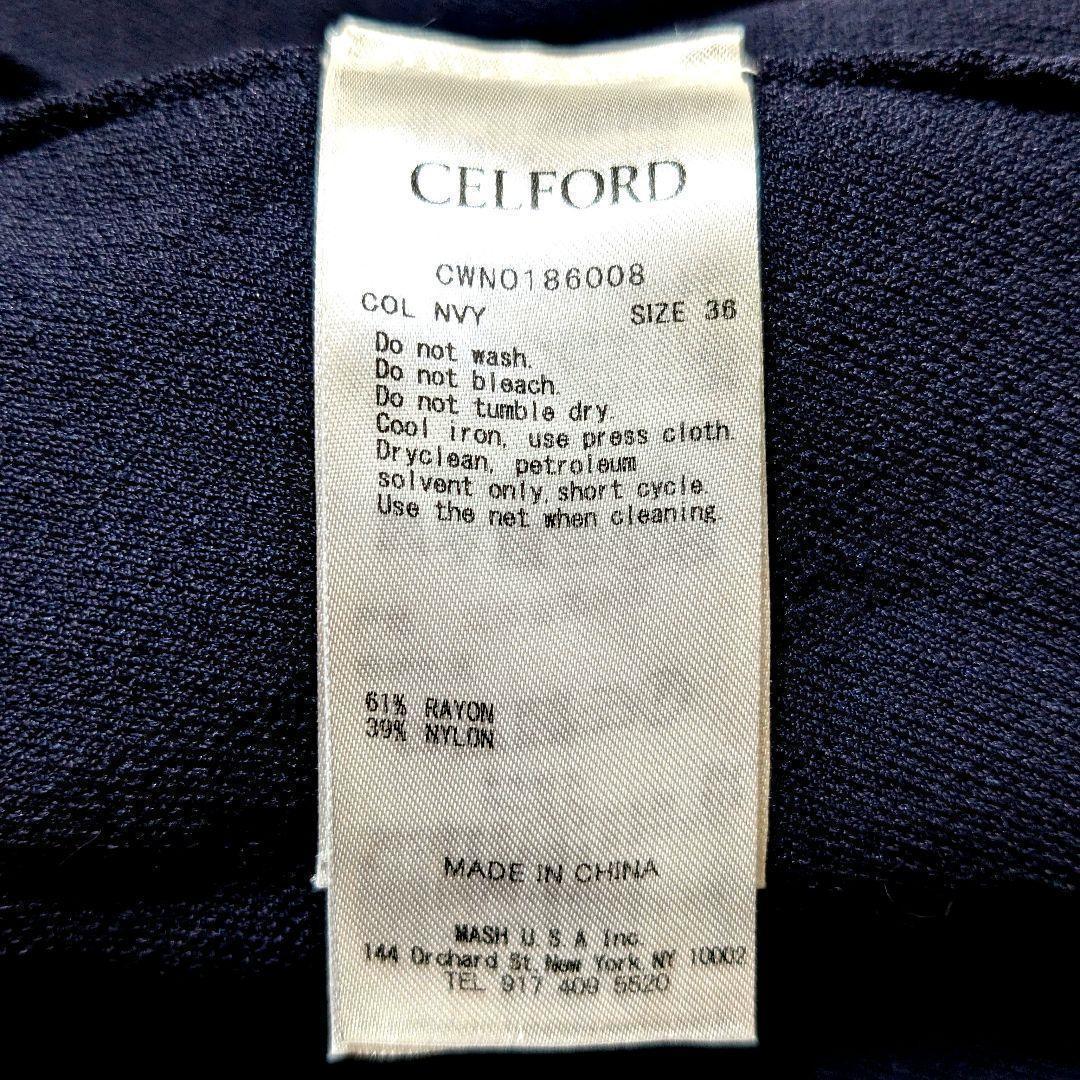 CELFORD
CWNO186008
COL NVY SIZE 36
Do not wash.
Do not bleach.
Do not tumble dry.
Cool iron, use press cloth.
Dryclean, petroleum
solvent only, short cycle.
Use the net when cleaning.
61% RAYON
39% NYLON
MADE IN CHINA
MASH U S A Inc.
144 Orchard St, New York NY 10002
TEL 917 409 5520